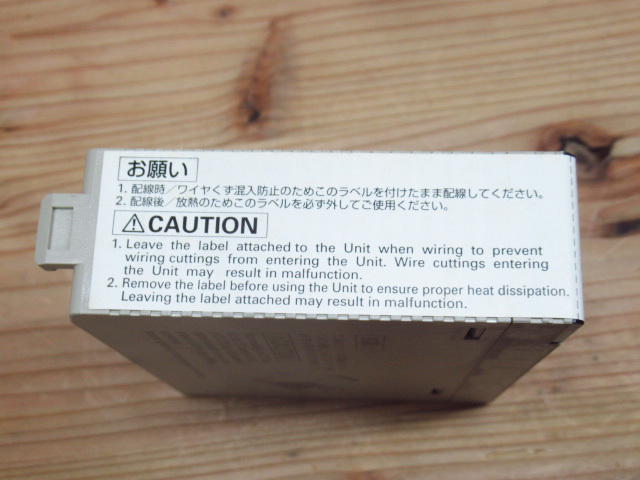 お願い
1. 配線時／ワイヤくず混入防止のためこのラベルを付けたまま配線してください。
2. 配線後／放熱のためこのラベルを必ず外してご使用ください。
⚠CAUTION
1. Leave the label attached to the Unit when wiring to prevent
wiring cuttings from entering the Unit. Wire cuttings entering
the Unit may result in malfunction.
2. Remove the label before using the Unit to ensure proper heat dissipation.
Leaving the label attached may result in malfunction.